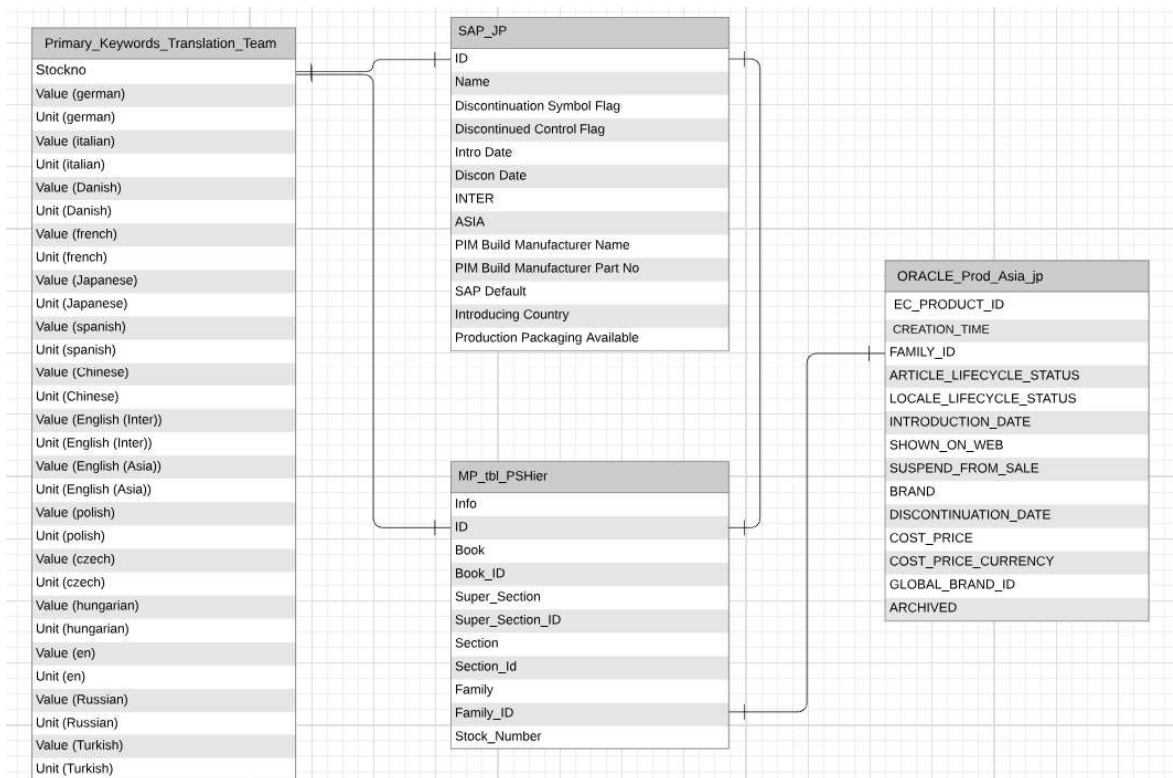 Primary_Keywords_Translation_Team
Stockno
Value (german)
Unit (german)
Value (italian)
Unit (italian)
Value (Danish)
Unit (Danish)
Value (french)
Unit (french)
Value (Japanese)
Unit (Japanese)
Value (spanish)
Unit (spanish)
Value (Chinese)
Unit (Chinese)
Value (English (Inter))
Unit (English (Inter))
Value (English (Asia))
Unit (English (Asia))
Value (polish)
Unit (polish)
Value (czech)
Unit (czech)
Value (hungarian)
Unit (hungarian)
Value (en)
Unit (en)
Value (Russian)
Unit (Russian)
Value (Turkish)
Unit (Turkish)
SAP_JP
ID
Name
Discontinuation Symbol Flag
Discontinued Control Flag
Intro Date
Discon Date
INTER
ASIA
PIM Build Manufacturer Name
PIM Build Manufacturer Part No
SAP Default
Introducing Country
Production Packaging Available
MP_tbl_PSHier
Info
ID
Book
Book_ID
Super_Section
Super_Section_ID
Section
Section_Id
Family
Family_ID
Stock_Number
ORACLE_Prod_Asia_jp
EC_PRODUCT_ID
CREATION_TIME
FAMILY_ID
ARTICLE_LIFECYCLE_STATUS
LOCALE_LIFECYCLE_STATUS
INTRODUCTION_DATE
SHOWN_ON_WEB
SUSPEND_FROM_SALE
BRAND
DISCONTINUATION_DATE
COST_PRICE
COST_PRICE_CURRENCY
GLOBAL_BRAND_ID
ARCHIVED